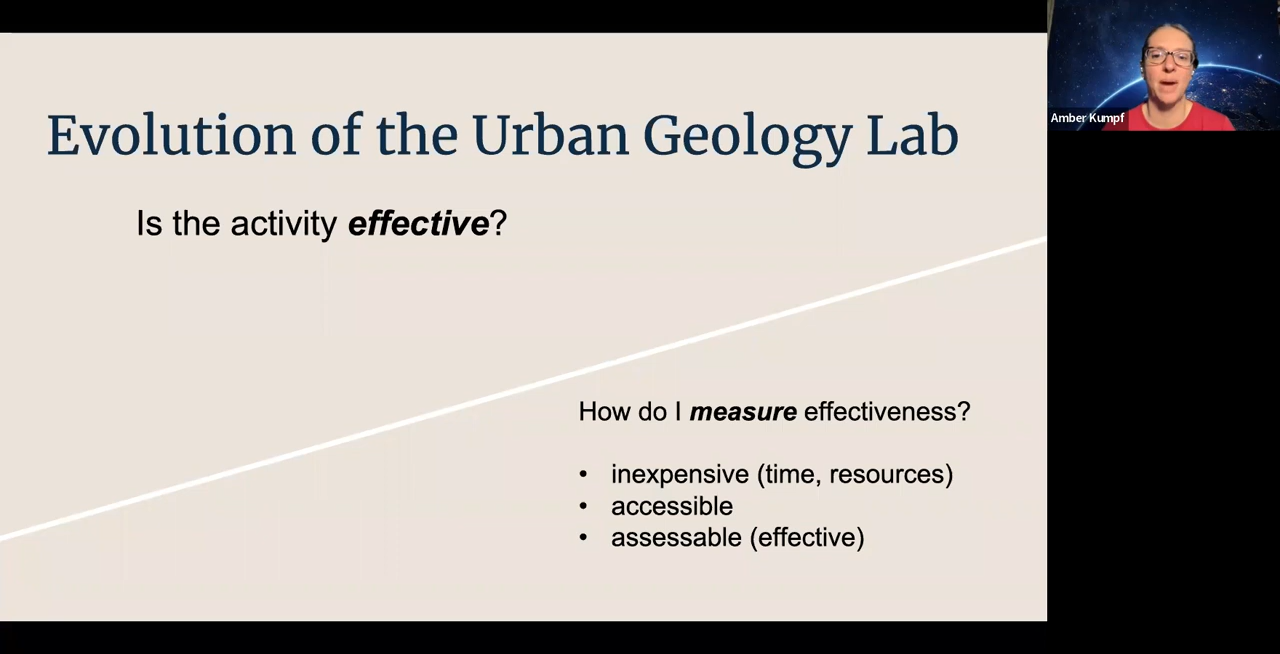 Evolution of the Urban Geology Lab
Is the activity effective?
How do I measure effectiveness?
• inexpensive (time, resources)
• accessible
• assessable (effective)
Amber Kumpf